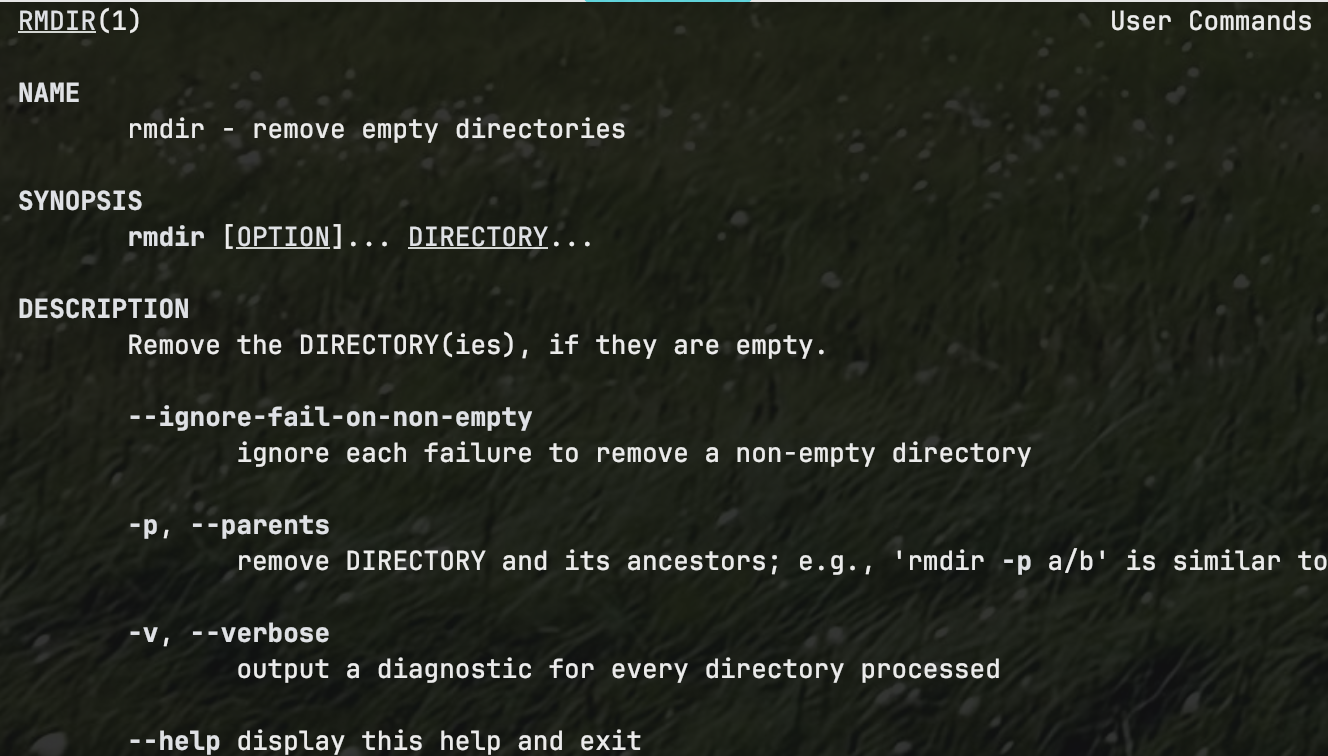 RMDIR(1) User Commands
NAME
rmdir - remove empty directories
SYNOPSIS
rmdir [OPTION]... DIRECTORY...
DESCRIPTION
Remove the DIRECTORY(ies), if they are empty.
--ignore-fail-on-non-empty
ignore each failure to remove a non-empty directory
-p, --parents
remove DIRECTORY and its ancestors; e.g., 'rmdir -p a/b' is similar to
-v, --verbose
output a diagnostic for every directory processed
--help display this help and exit